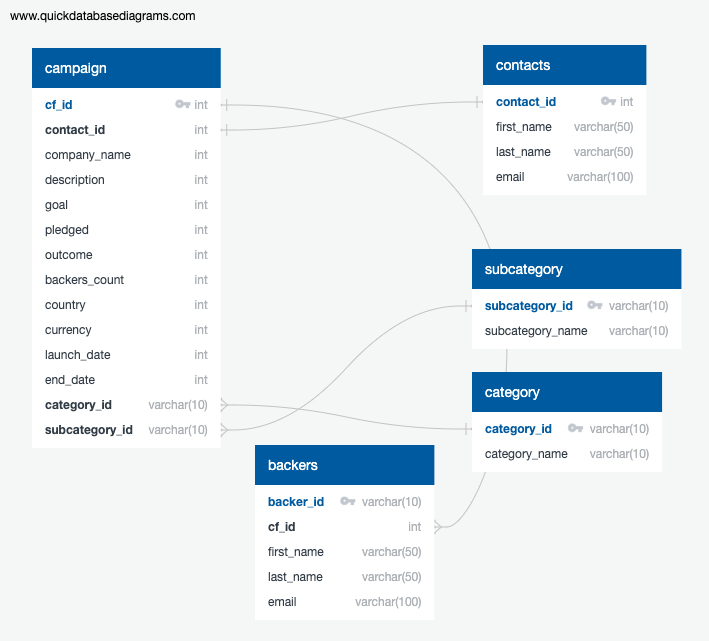 www.quickdatabasediagrams.com
campaign
cf_id int
contact_id int
company_name int
description int
goal int
pledged int
outcome int
backers_count int
country int
currency int
launch_date int
end_date int
category_id varchar(10)
subcategory_id varchar(10)
contacts
contact_id int
first_name varchar(50)
last_name varchar(50)
email varchar(100)
subcategory
subcategory_id varchar(10)
subcategory_name varchar(10)
category
category_id varchar(10)
category_name varchar(10)
backers
backer_id varchar(10)
cf_id int
first_name varchar(50)
last_name varchar(50)
email varchar(100)